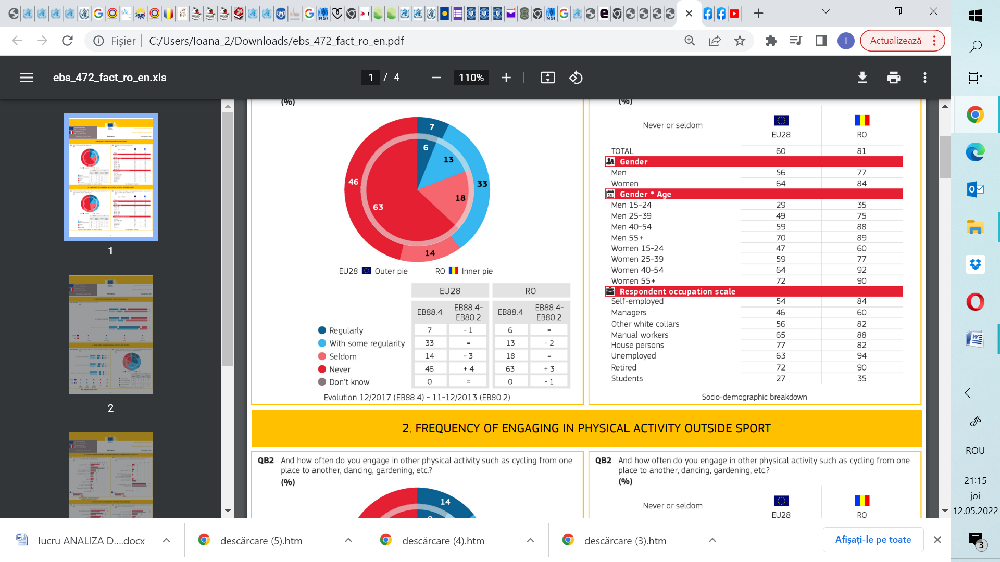 Fișier
C:/Users/Ioana_2/Downloads/ebs_472_fact_ro_en.pdf
I
Actualizează
ebs_472_fact_ro_en.xls
1 / 4
110%
1
2
(%)
7
6
13
33
46
18
63
14
EU28 Outer pie RO Inner pie
EU28 RO
EB88.4 EB88.4-EB80.2 EB88.4 EB88.4-EB80.2
Regularly 7 - 1 6 =
With some regularity 33 = 13 - 2
Seldom 14 - 3 18 =
Never 46 + 4 63 + 3
Don't know 0 = 0 - 1
Evolution 12/2017 (EB88.4) - 11-12/2013 (EB80.2)
(%)
Never or seldom
EU28 RO
TOTAL 60 81
Gender
Men 56 77
Women 64 84
16 Gender * Age
Men 15-24 29 35
Men 25-39 49 75
Men 40-54 59 88
Men 55+ 70 89
Women 15-24 47 60
Women 25-39 59 77
Women 40-54 64 92
Women 55+ 72 90
Respondent occupation scale
Self-employed 54 84
Managers 46 60
Other white collars 56 82
Manual workers 65 88
House persons 77 82
Unemployed 63 94
Retired 72 90
Students 27 35
Socio-demographic breakdown
2. FREQUENCY OF ENGAGING IN PHYSICAL ACTIVITY OUTSIDE SPORT
QB2 And how often do you engage in other physical activity such as cycling from one
place to another, dancing, gardening, etc.?
(%)
14
QB2 And how often do you engage in other physical activity such as cycling from one
place to another, dancing, gardening, etc.?
(%)
Never or seldom
EU28 RO
lucru ANALIZA D....docx
descărcare (5).htm
descărcare (4).htm
descărcare (3).htm
Afișați-le pe toate
ROU
21:15
joi
12.05.2022
3